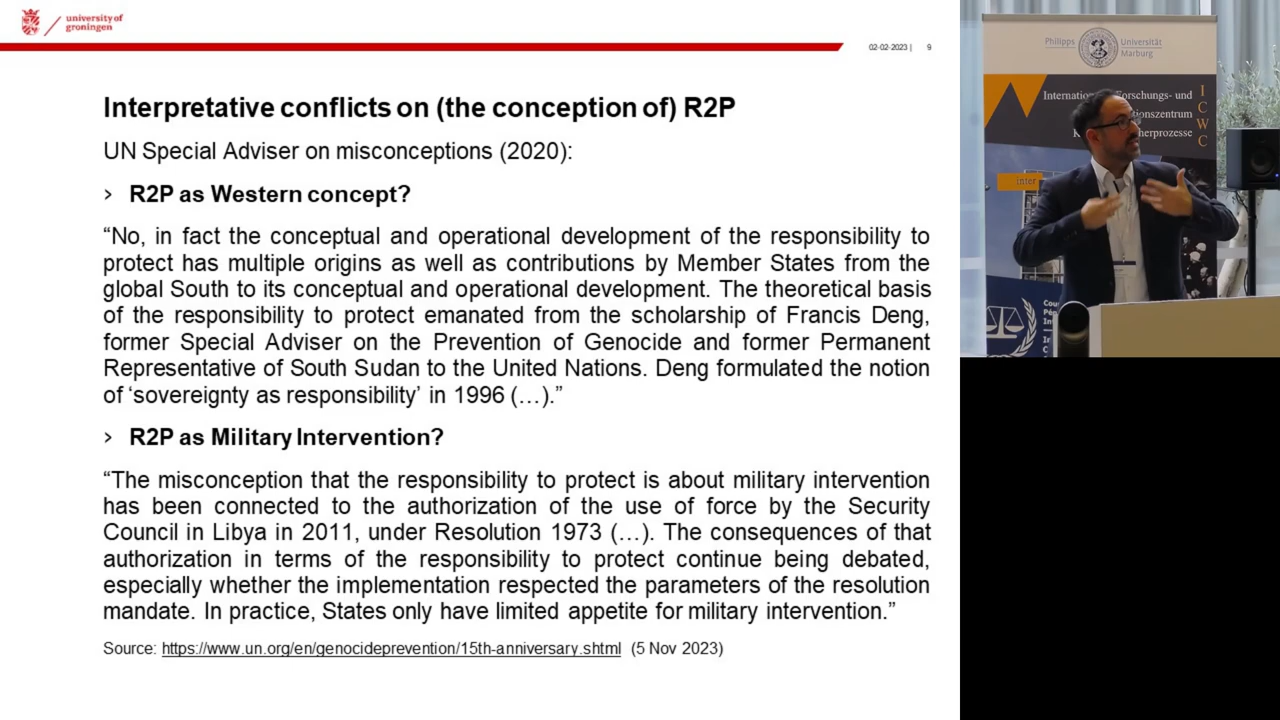 university of
groningen
02-02-2023 | 9
Interpretative conflicts on (the conception of) R2P
UN Special Adviser on misconceptions (2020):
› R2P as Western concept?
“No, in fact the conceptual and operational development of the responsibility to
protect has multiple origins as well as contributions by Member States from the
global South to its conceptual and operational development. The theoretical basis
of the responsibility to protect emanated from the scholarship of Francis Deng,
former Special Adviser on the Prevention of Genocide and former Permanent
Representative of South Sudan to the United Nations. Deng formulated the notion
of ‘sovereignty as responsibility’ in 1996 (…).”
› R2P as Military Intervention?
“The misconception that the responsibility to protect is about military intervention
has been connected to the authorization of the use of force by the Security
Council in Libya in 2011, under Resolution 1973 (…). The consequences of that
authorization in terms of the responsibility to protect continue being debated,
especially whether the implementation respected the parameters of the resolution
mandate. In practice, States only have limited appetite for military intervention.”
Source: https://www.un.org/en/genocideprevention/15th-anniversary.shtml (5 Nov 2023)
Philipps Universität
Marburg
Forschungs- und
ICWC
inter